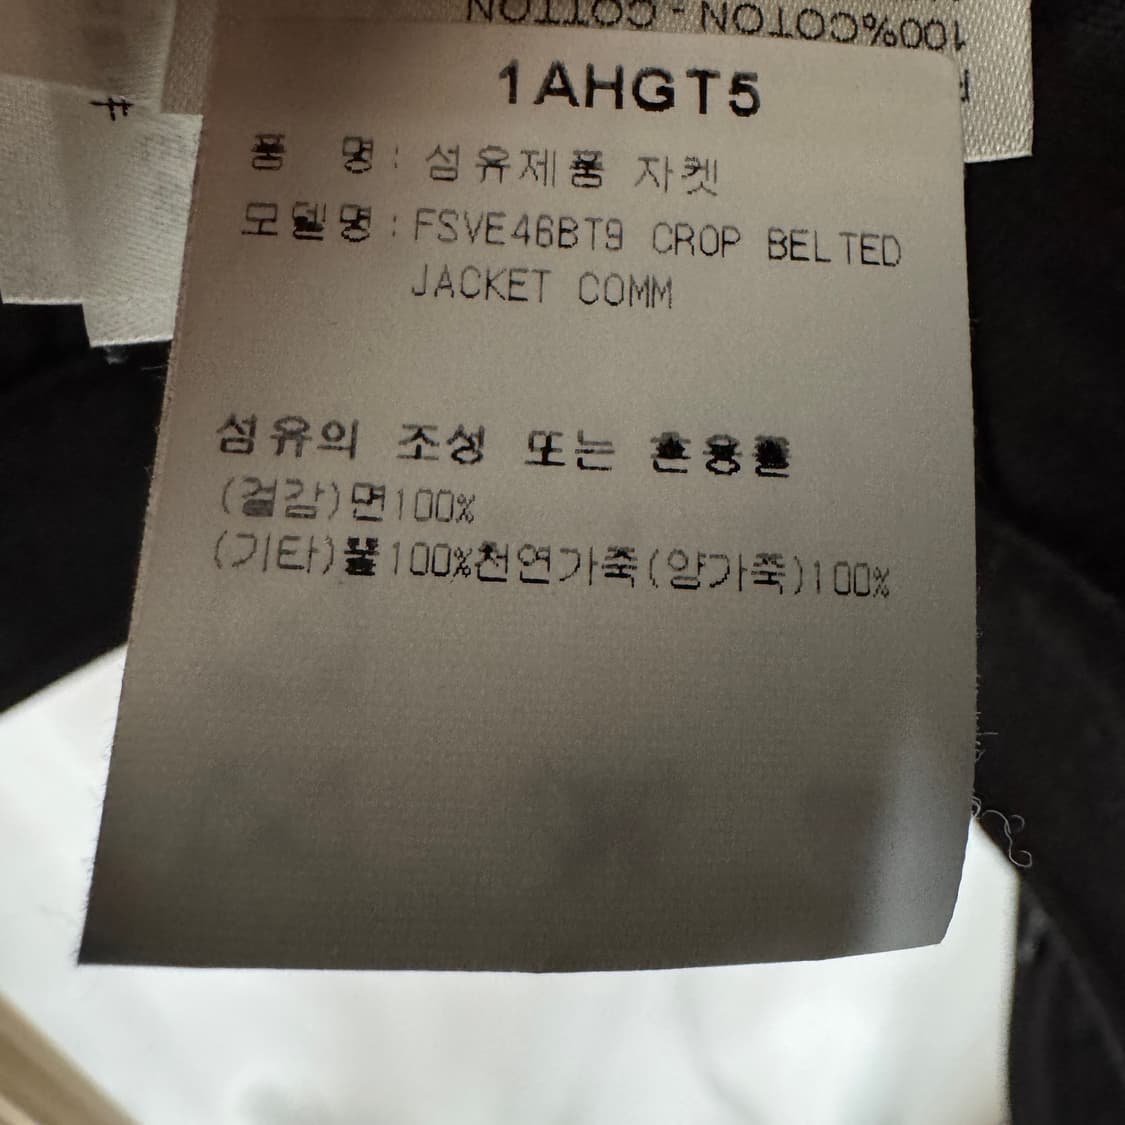 100%COTON - COTTON
1AHGT5
품 명: 섬유제품 자켓
모델명: FSVE46BT9 CROP BELTED
JACKET COMM
섬유의 조성 또는 혼용률
(겉감)면100%
(기타)뿔100%천연가죽(양가죽)100%